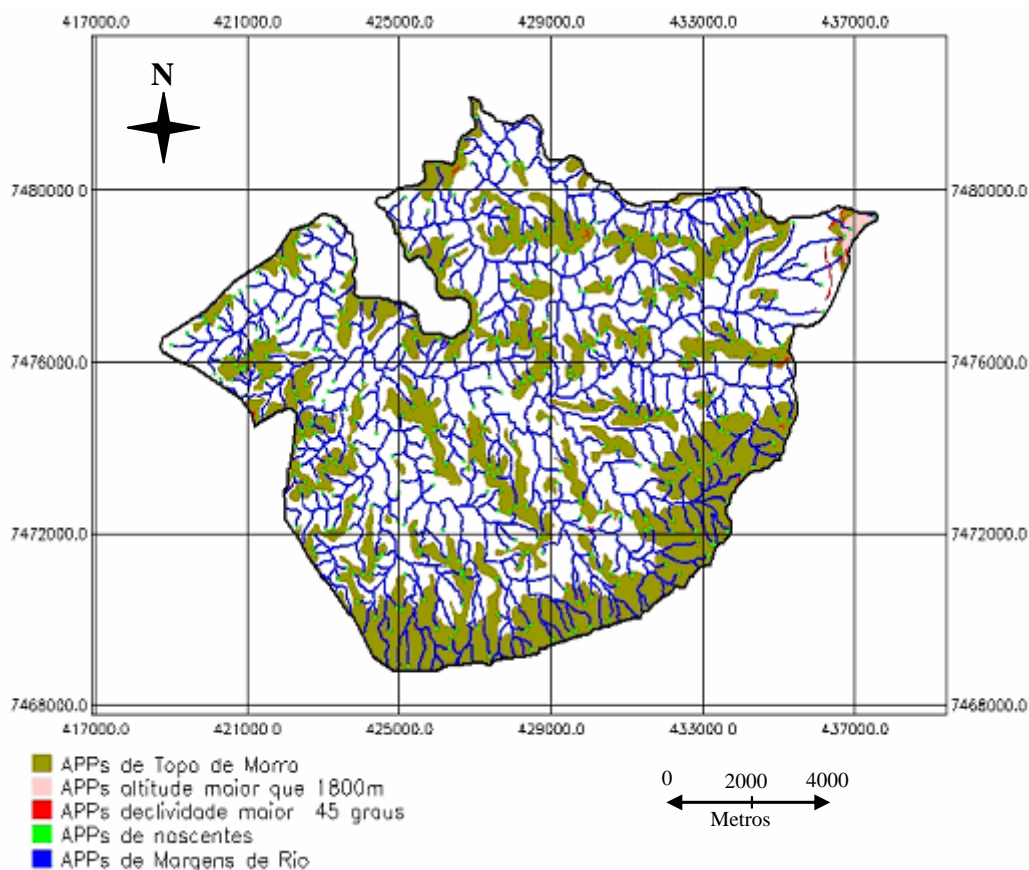 417000.0 421000.0 425000.0 429000.0 433000.0 437000.0
N
7480000 0 7480000.0
7476000.0 7476000.0
7472000.0 7472000.0
7468000.0 7468000.0
417000.0 421000.0 425000.0 429000.0 433000.0 437000.0
APPs de Topo de Morro
APPs altitude maior que 1800m
APPs declividade maior 45 graus
APPs de nascentes
APPs de Margens de Rio
0 2000 4000
Metros